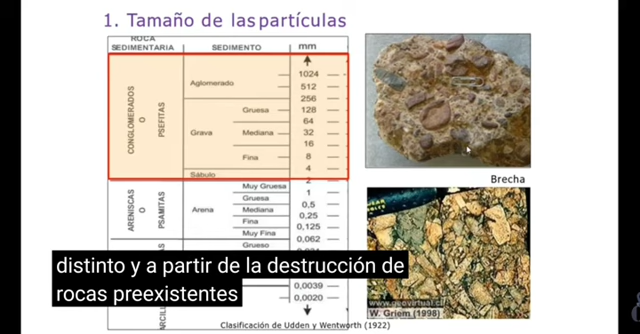 1. Tamaño de las partículas
ROCA
SEDIMENTARIA
SEDIMENTO
mm
CONGLOMERADOS
O
PSEFITAS
Aglomerado
1024
512
256
Grava
Gruesa
128
64
Mediana
32
16
Fina
8
4
Sábulo
2
ARENISCAS
O
PSAMITAS
Arena
Muy Gruesa
1
Gruesa
0,5
Mediana
0,25
Fina
0,125
Muy Fina
0,062
Grueso
0,0039
0,0020
Brecha
www.geovirtual.cl
W. Griem (1998)
distinto y a partir de la destrucción de
rocas preexistentes
Clasificación de Udden y Wentworth (1922)